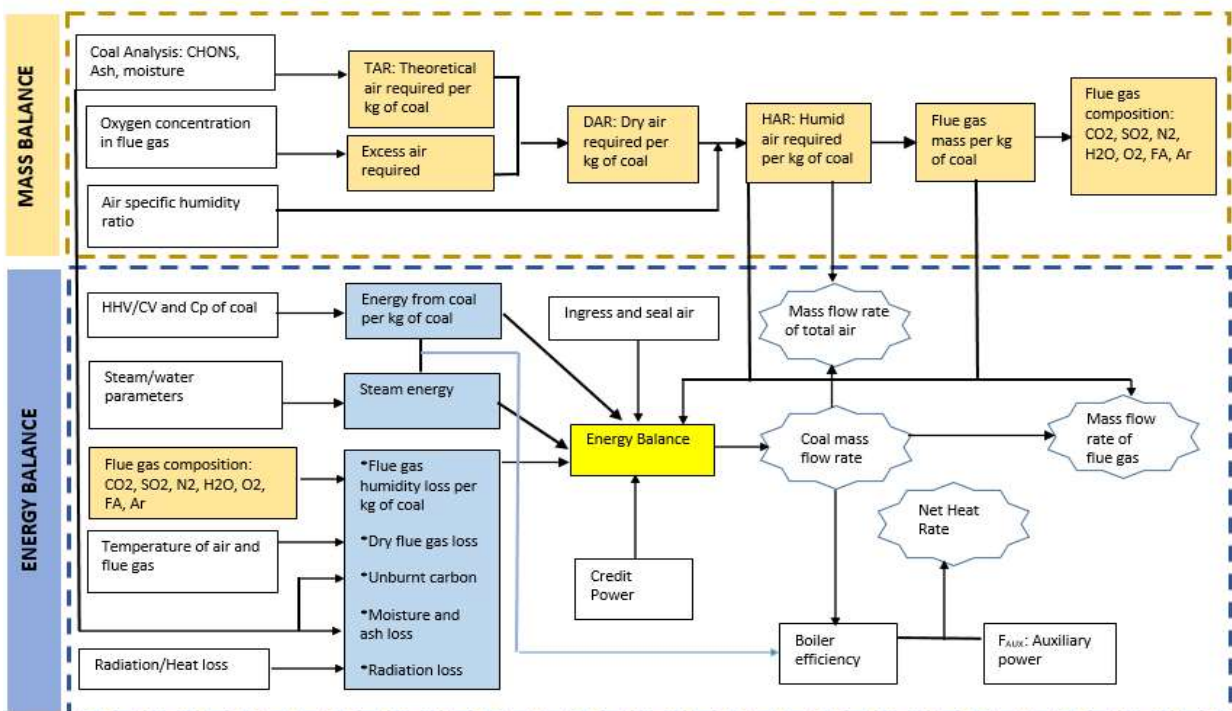 MASS BALANCE
Coal Analysis: CHONS,
Ash, moisture
Oxygen concentration
in flue gas
Air specific humidity
ratio
TAR: Theoretical
air required per
kg of coal
Excess air
required
DAR: Dry air
required per
kg of coal
HAR: Humid
air required
per kg of coal
Flue gas
mass per kg
of coal
Flue gas
composition:
CO2, SO2, N2,
H2O, O2, FA, Ar
ENERGY BALANCE
HHV/CV and Cp of coal
Steam/water
parameters
Flue gas composition:
CO2, SO2, N2, H2O, O2,
FA, Ar
Temperature of air and
flue gas
Radiation/Heat loss
Energy from coal
per kg of coal
Steam energy
*Flue gas
humidity loss per
kg of coal
*Dry flue gas loss
*Unburnt carbon
*Moisture and
ash loss
*Radiation loss
Ingress and seal air
Energy Balance
Credit
Power
Mass flow rate
of total air
Coal mass
flow rate
Mass flow
rate of
flue gas
Net Heat
Rate
Boiler
efficiency
FAUX: Auxiliary
power